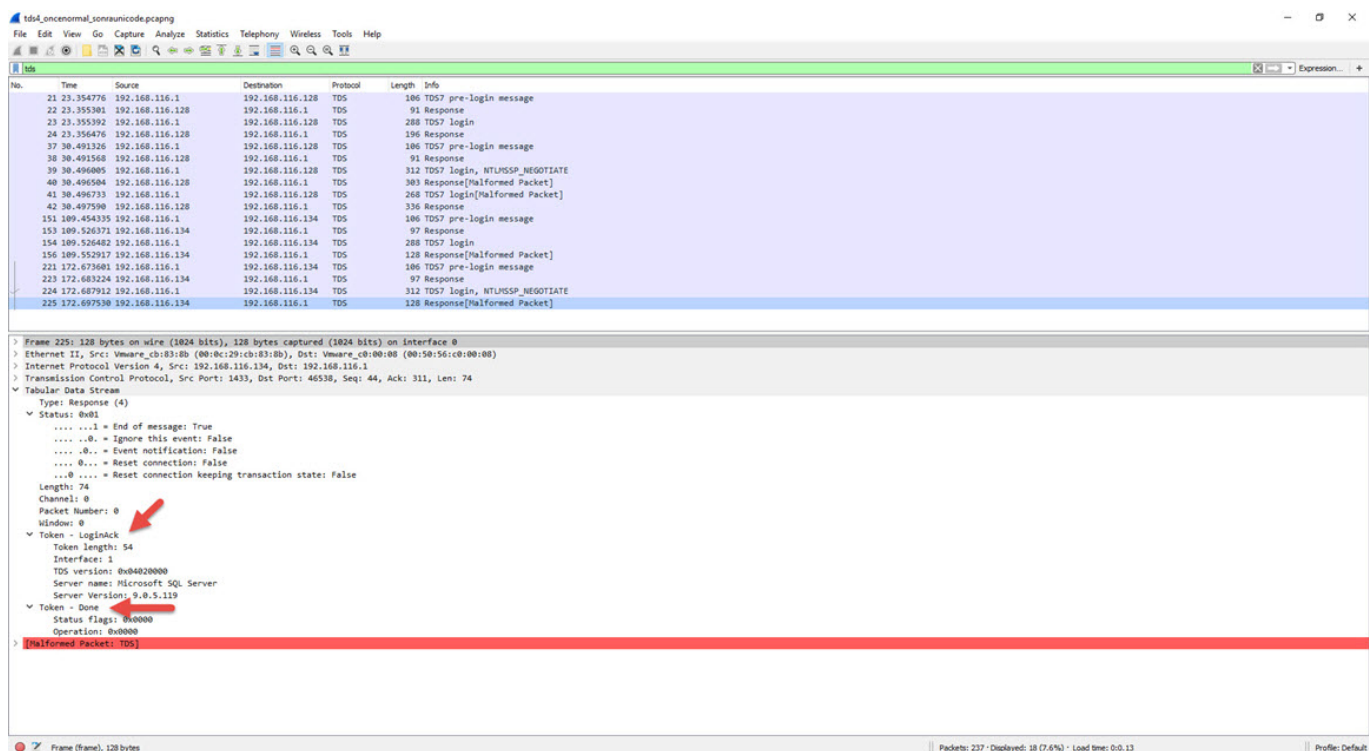 tds4_oncenormal_sonraunicode.pcapng
File Edit View Go Capture Analyze Statistics Telephony Wireless Tools Help
tds Expression... +
No. Time Source Destination Protocol Length Info
21 23.354776 192.168.116.1 192.168.116.128 TDS 106 TDS7 pre-login message
22 23.355301 192.168.116.128 192.168.116.1 TDS 91 Response
23 23.355392 192.168.116.1 192.168.116.128 TDS 288 TDS7 login
24 23.356476 192.168.116.128 192.168.116.1 TDS 196 Response
37 30.491326 192.168.116.1 192.168.116.128 TDS 106 TDS7 pre-login message
38 30.491568 192.168.116.128 192.168.116.1 TDS 91 Response
39 30.496005 192.168.116.1 192.168.116.128 TDS 312 TDS7 login, NTLMSSP_NEGOTIATE
40 30.496504 192.168.116.128 192.168.116.1 TDS 303 Response[Malformed Packet]
41 30.496733 192.168.116.1 192.168.116.128 TDS 268 TDS7 login[Malformed Packet]
42 30.497590 192.168.116.128 192.168.116.1 TDS 336 Response
151 109.454335 192.168.116.1 192.168.116.134 TDS 106 TDS7 pre-login message
153 109.526371 192.168.116.134 192.168.116.1 TDS 97 Response
154 109.526482 192.168.116.1 192.168.116.134 TDS 288 TDS7 login
156 109.552917 192.168.116.134 192.168.116.1 TDS 128 Response[Malformed Packet]
221 172.673601 192.168.116.1 192.168.116.134 TDS 106 TDS7 pre-login message
223 172.683224 192.168.116.134 192.168.116.1 TDS 97 Response
224 172.687912 192.168.116.1 192.168.116.134 TDS 312 TDS7 login, NTLMSSP_NEGOTIATE
225 172.697530 192.168.116.134 192.168.116.1 TDS 128 Response[Malformed Packet]
Frame 225: 128 bytes on wire (1024 bits), 128 bytes captured (1024 bits) on interface 0
Ethernet II, Src: Vmware_cb:83:8b (00:0c:29:cb:83:8b), Dst: Vmware_c0:00:08 (00:50:56:c0:00:08)
Internet Protocol Version 4, Src: 192.168.116.134, Dst: 192.168.116.1
Transmission Control Protocol, Src Port: 1433, Dst Port: 46538, Seq: 44, Ack: 311, Len: 74
Tabular Data Stream
Type: Response (4)
Status: 0x01
.... ...1 = End of message: True
.... ..0. = Ignore this event: False
.... .0.. = Event notification: False
.... 0... = Reset connection: False
...0 .... = Reset connection keeping transaction state: False
Length: 74
Channel: 0
Packet Number: 0
Window: 0
Token - LoginAck
Token length: 54
Interface: 1
TDS version: 0x04020000
Server name: Microsoft SQL Server
Server Version: 9.0.5.119
Token - Done
Status flags: 0x0000
Operation: 0x0000
[Malformed Packet: TDS]
Frame (frame), 128 bytes Packets: 237 · Displayed: 18 (7.6%) · Load time: 0:0.13 Profile: Default